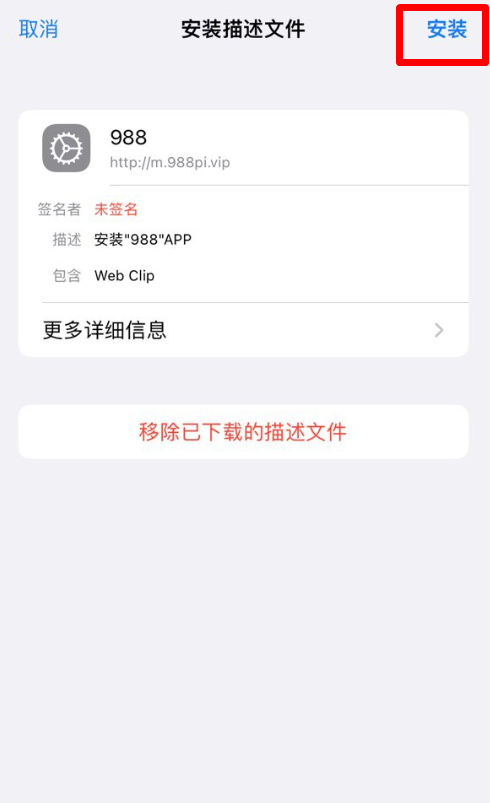 取消 安装描述文件 安装
988
http://m.988pi.vip
签名者 未签名
描述 安装"988"APP
包含 Web Clip
更多详细信息
移除已下载的描述文件